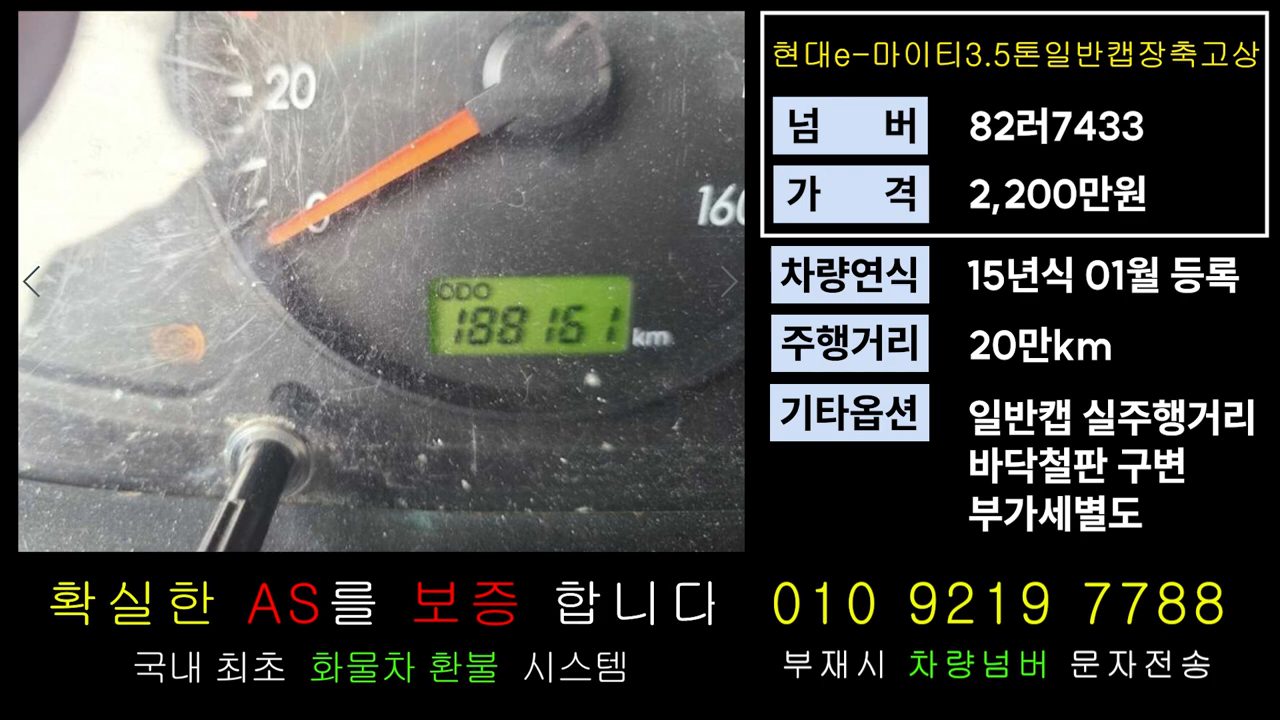 20
0
160
ODO
188161 km
현대e-마이티3.5톤일반캡장축고상
넘 버 82러7433
가 격 2,200만원
차량연식 15년식 01월 등록
주행거리 20만km
기타옵션 일반캡 실주행거리
바닥철판 구변
부가세별도
확실한 AS를 보증 합니다 010 9219 7788
국내 최초 화물차 환불 시스템 부재시 차량넘버 문자전송